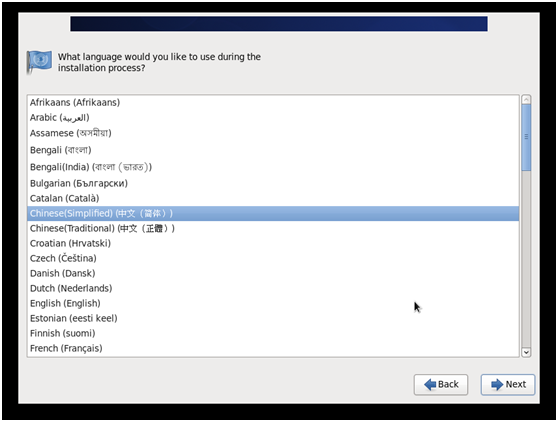 What language would you like to use during the
installation process?
Afrikaans (Afrikaans)
Arabic (العربية)
Assamese (অসমীয়া)
Bengali (বাংলা)
Bengali(India) (বাংলা (ভারত))
Bulgarian (Български)
Catalan (Català)
Chinese(Simplified) (中文（简体）)
Chinese(Traditional) (中文（正體）)
Croatian (Hrvatski)
Czech (Čeština)
Danish (Dansk)
Dutch (Nederlands)
English (English)
Estonian (eesti keel)
Finnish (suomi)
French (Français)
Back
Next